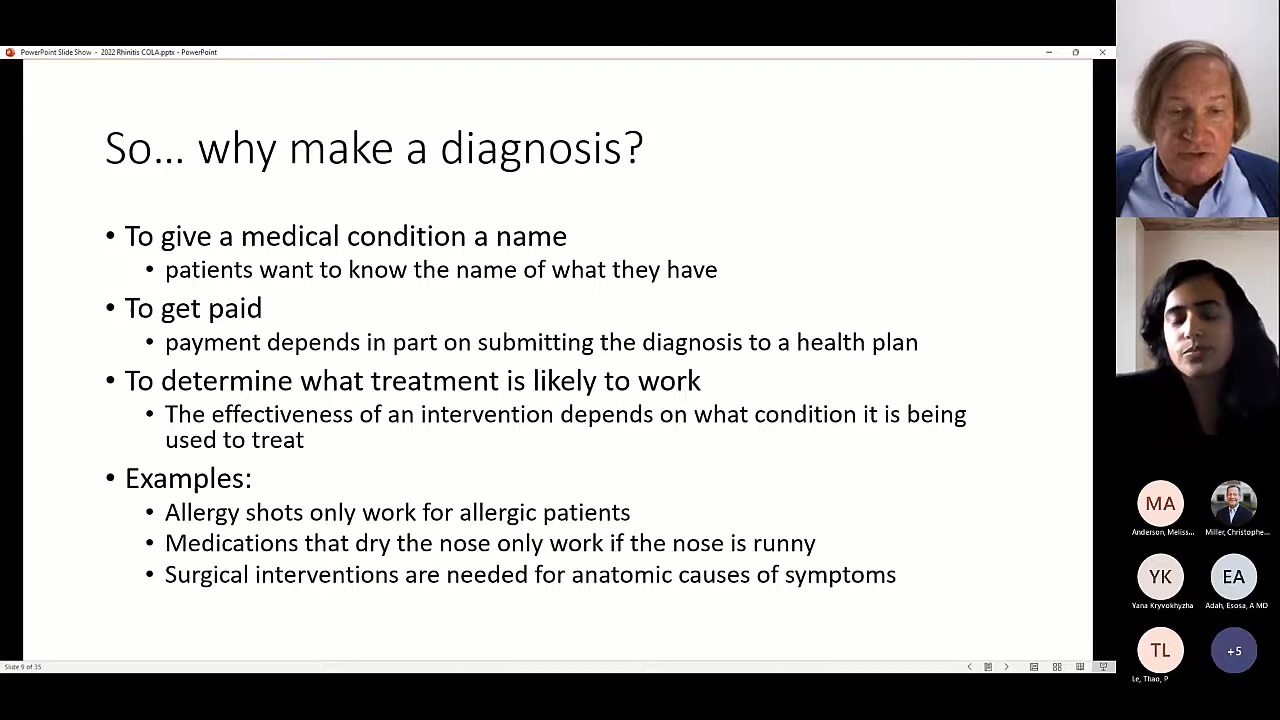 PowerPoint Slide Show - 2022 Rhinitis COLA.pptx - PowerPoint
So... why make a diagnosis?
• To give a medical condition a name
• patients want to know the name of what they have
• To get paid
• payment depends in part on submitting the diagnosis to a health plan
• To determine what treatment is likely to work
• The effectiveness of an intervention depends on what condition it is being
used to treat
• Examples:
• Allergy shots only work for allergic patients
• Medications that dry the nose only work if the nose is runny
• Surgical interventions are needed for anatomic causes of symptoms
Slide 9 of 35
MA
Anderson, Meliss...
Miller, Christophe...
YK
Yana Kryvokhyzha
EA
Adah, Esosa, A MD
TL
Le, Thao, P
+5